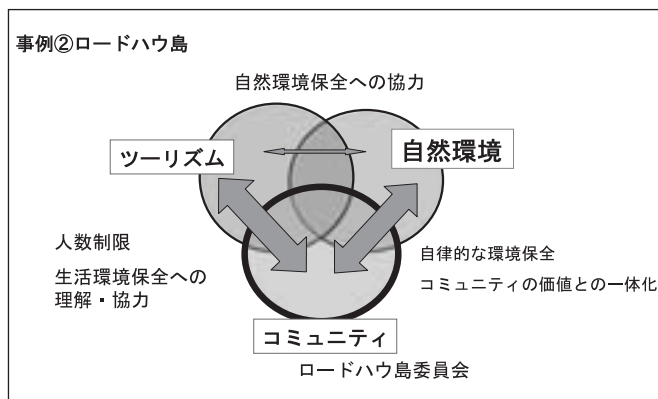 事例②ロードハウ島
自然環境保全への協力
ツーリズム
自然環境
人数制限
生活環境保全への
理解・協力
自律的な環境保全
コミュニティの価値との一体化
コミュニティ
ロードハウ島委員会